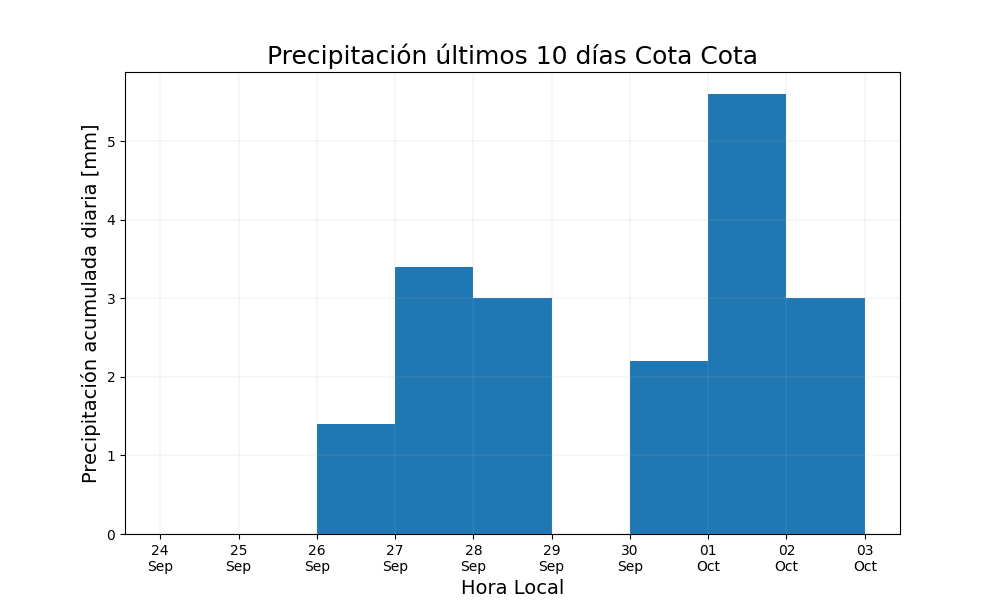 Precipitación últimos 10 días Cota Cota
Precipitación acumulada diaria [mm]
5
4
3
2
1
0
24 25 26 27 28 29 30 01 02 03
Sep Sep Sep Sep Sep Sep Sep Oct Oct Oct
Hora Local